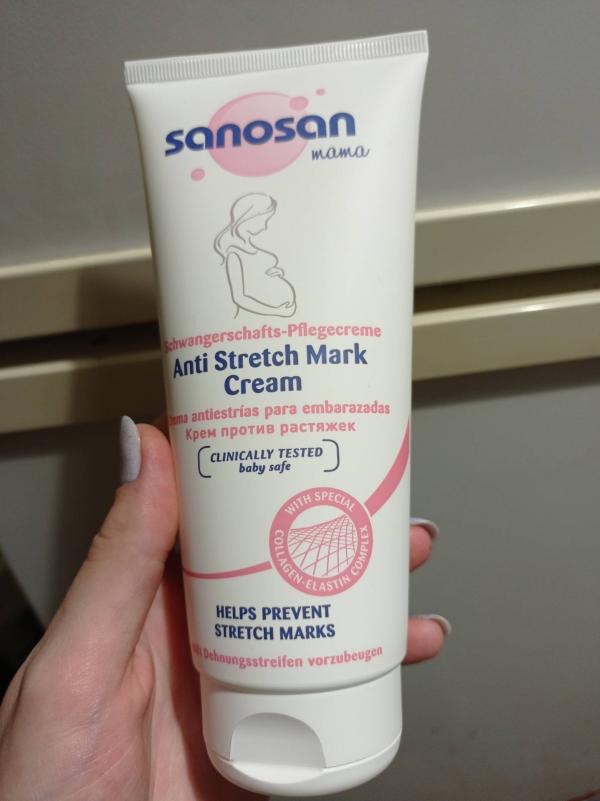 sanosan
mama
Schwangerschafts-Pflegecreme
Anti Stretch Mark
Cream
antiestrías para embarazadas
Крем против растяжек
CLINICALLY TESTED
baby safe
WITH SPECIAL
COLLAGEN-ELASTIN COMPLEX
HELPS PREVENT
STRETCH MARKS
Dehnungsstreifen vorzubeugen